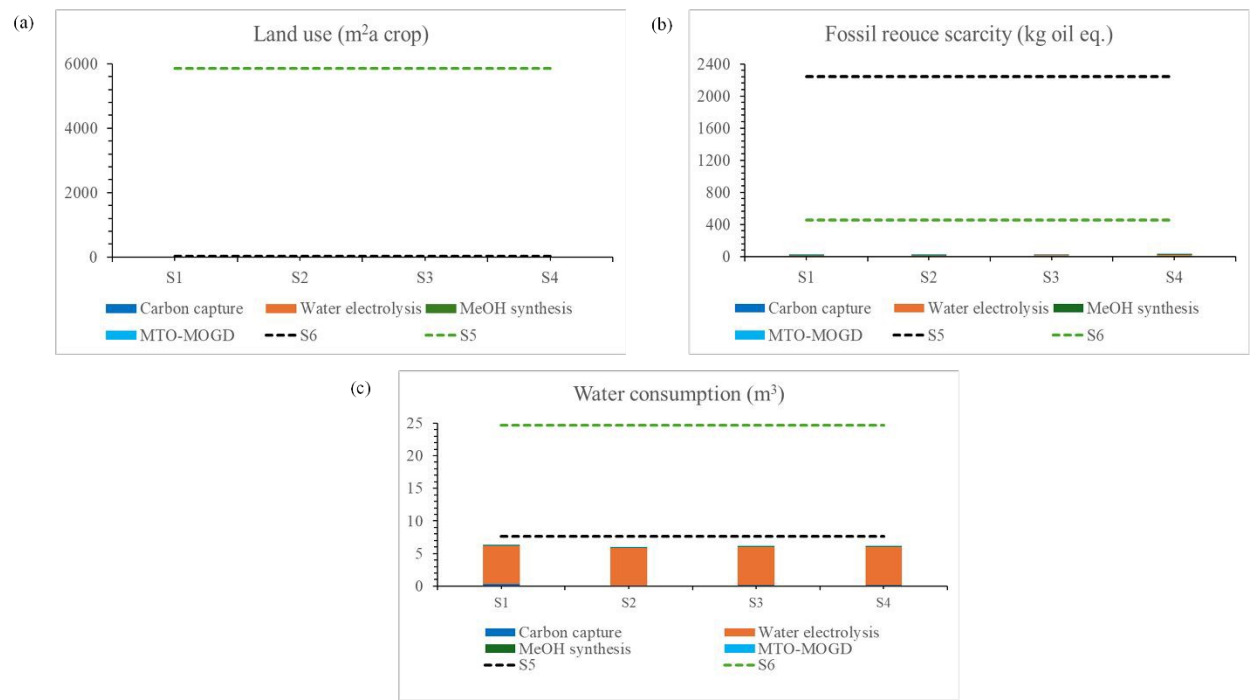 (a)
Land use (m²a crop)
6000
4000
2000
0
S1 S2 S3 S4
Carbon capture Water electrolysis MeOH synthesis
MTO-MOGD S6 S5
(b)
Fossil reouce scarcity (kg oil eq.)
2400
2000
1600
1200
800
400
0
S1 S2 S3 S4
Carbon capture Water electrolysis MeOH synthesis
MTO-MOGD S5 S6
(c)
Water consumption (m³)
25
20
15
10
5
0
S1 S2 S3 S4
Carbon capture Water electrolysis
MeOH synthesis MTO-MOGD
S5 S6